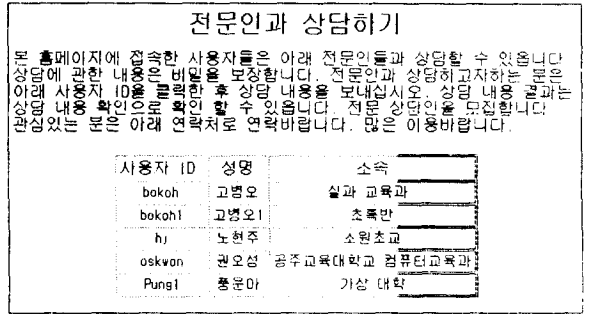 전문인과 상담하기
본 홈페이지에 접속한 사용자들은 아래 전문인들과 상담할 수 있읍니다
상담에 관한 내용은 비밀을 보장합니다. 전문인과 상담하고자하는 분은
아래 사용자 ID을 클릭한 후 상담 내용을 보내십시오. 상담 내용 결과는
상담 내용 확인으로 확인 할 수 있읍니다. 전문 상담인을 모집합니다
관심있는 분은 아래 연락처로 연락바랍니다. 많은 이용바랍니다.
사용자 ID 성명 소속
bokoh 고병오 실과 교육과
bokoh1 고병오1 초록반
hj 노현주 소원초교
oskwon 권오성 공주교육대학교 컴퓨터교육과
Pung1 풍운아 가상 대학